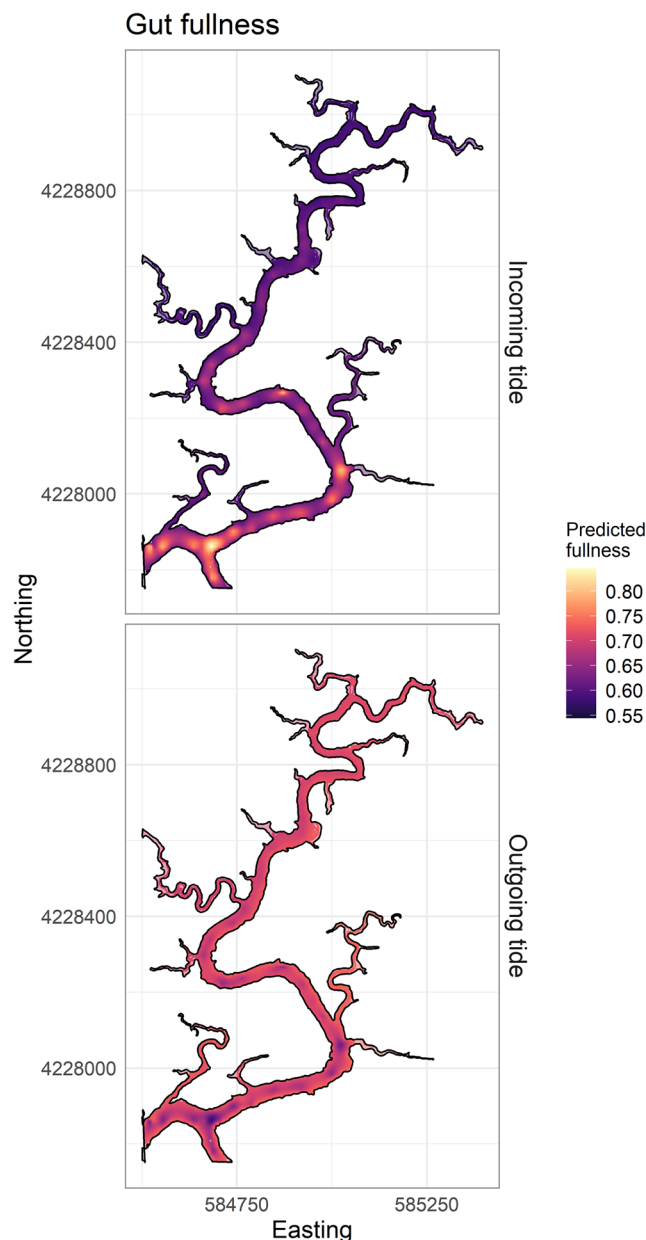 Gut fullness
4228800
4228400
4228000
Incoming tide
4228800
4228400
4228000
Outgoing tide
584750
585250
Easting
Northing
Predicted
fullness
0.80
0.75
0.70
0.65
0.60
0.55